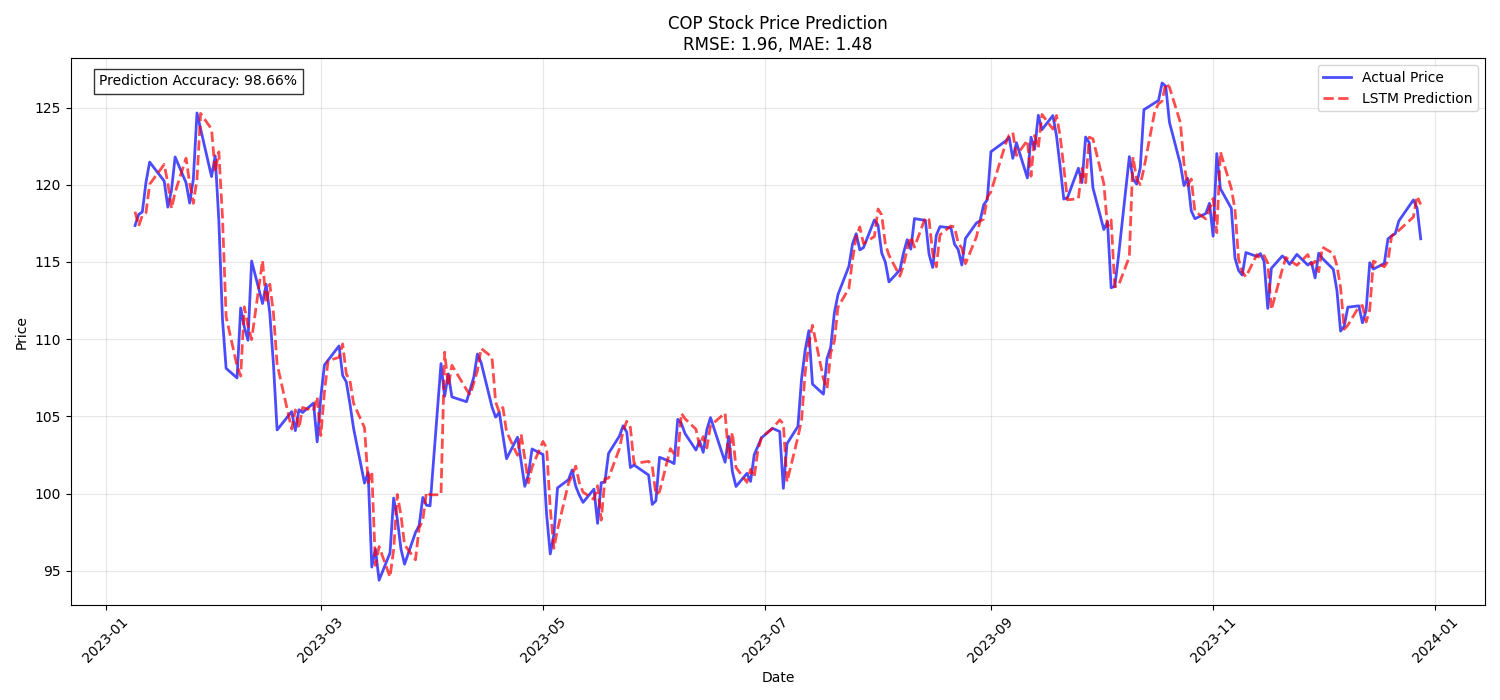 COP Stock Price Prediction
RMSE: 1.96, MAE: 1.48
Prediction Accuracy: 98.66%
Actual Price
LSTM Prediction
Price
125
120
115
110
105
100
95
2023-01
2023-03
2023-05
2023-07
2023-09
2023-11
2024-01
Date